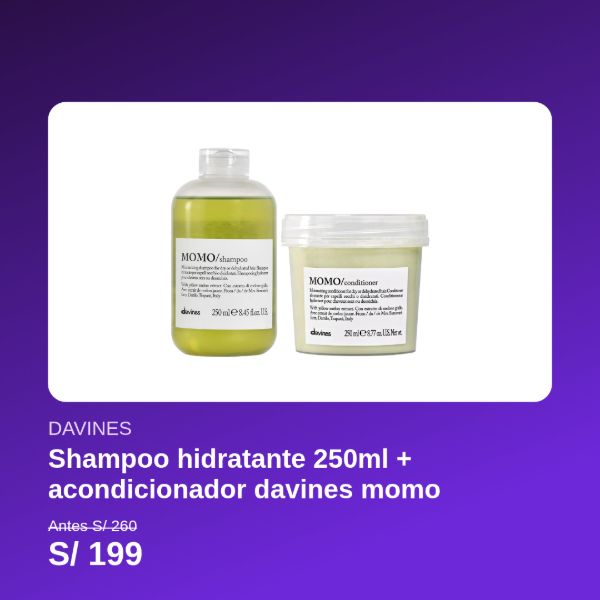 MOMO/shampoo
davines
250 ml e 8.45 fl.oz. U.S.
MOMO/conditioner
davines
250 ml e 8.77 oz. U.S. Net wt.
DAVINES
Shampoo hidratante 250ml +
acondicionador davines momo
Antes S/ 260
S/ 199